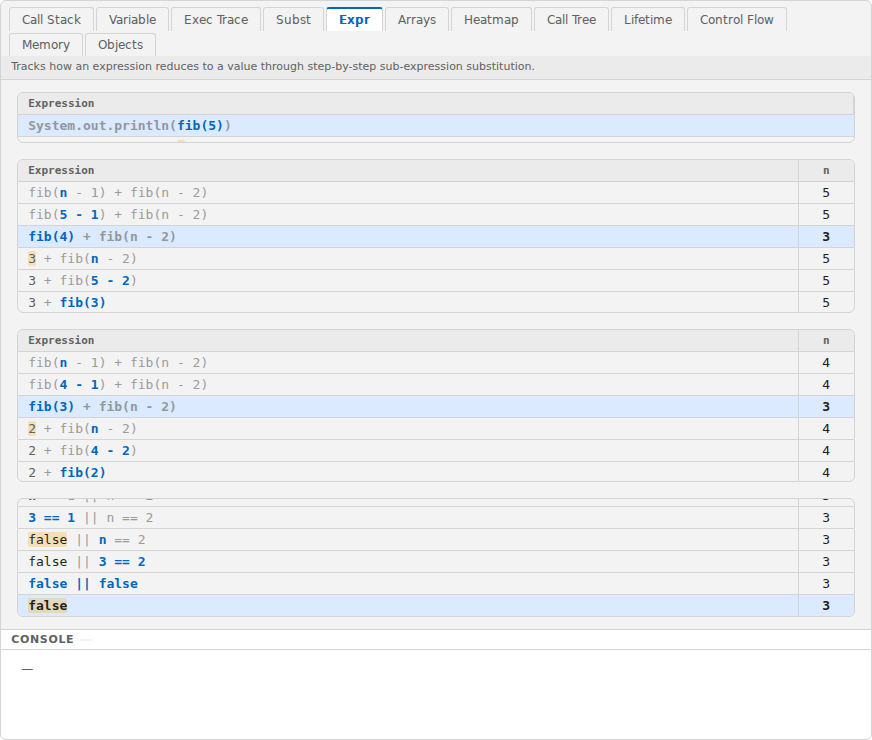 Call Stack Variable Exec Trace Subst Expr Arrays Heatmap Call Tree Lifetime Control Flow
Memory Objects
Tracks how an expression reduces to a value through step-by-step sub-expression substitution.
Expression
System.out.println(fib(5))
Expression n
fib(n - 1) + fib(n - 2) 5
fib(5 - 1) + fib(n - 2) 5
fib(4) + fib(n - 2) 3
3 + fib(n - 2) 5
3 + fib(5 - 2) 5
3 + fib(3) 5
Expression n
fib(n - 1) + fib(n - 2) 4
fib(4 - 1) + fib(n - 2) 4
fib(3) + fib(n - 2) 3
2 + fib(n - 2) 4
2 + fib(4 - 2) 4
2 + fib(2) 4
3 == 1 || n == 2 3
false || n == 2 3
false || 3 == 2 3
false || false 3
false 3
CONSOLE
—